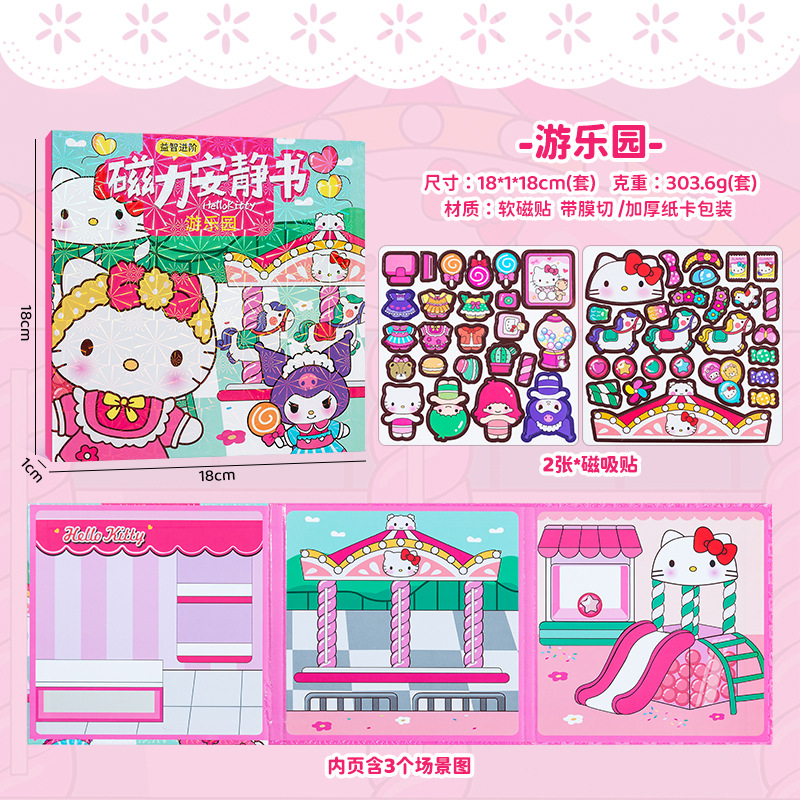 益智进阶
磁力安静书
HelloKitty
游乐园
-游乐园-
尺寸：18*1*18cm(套) 克重：303.6g(套)
材质：软磁贴 带膜切 /加厚纸卡包装
18cm
1cm
18cm
2张*磁吸贴
Hello Kitty
内页含3个场景图